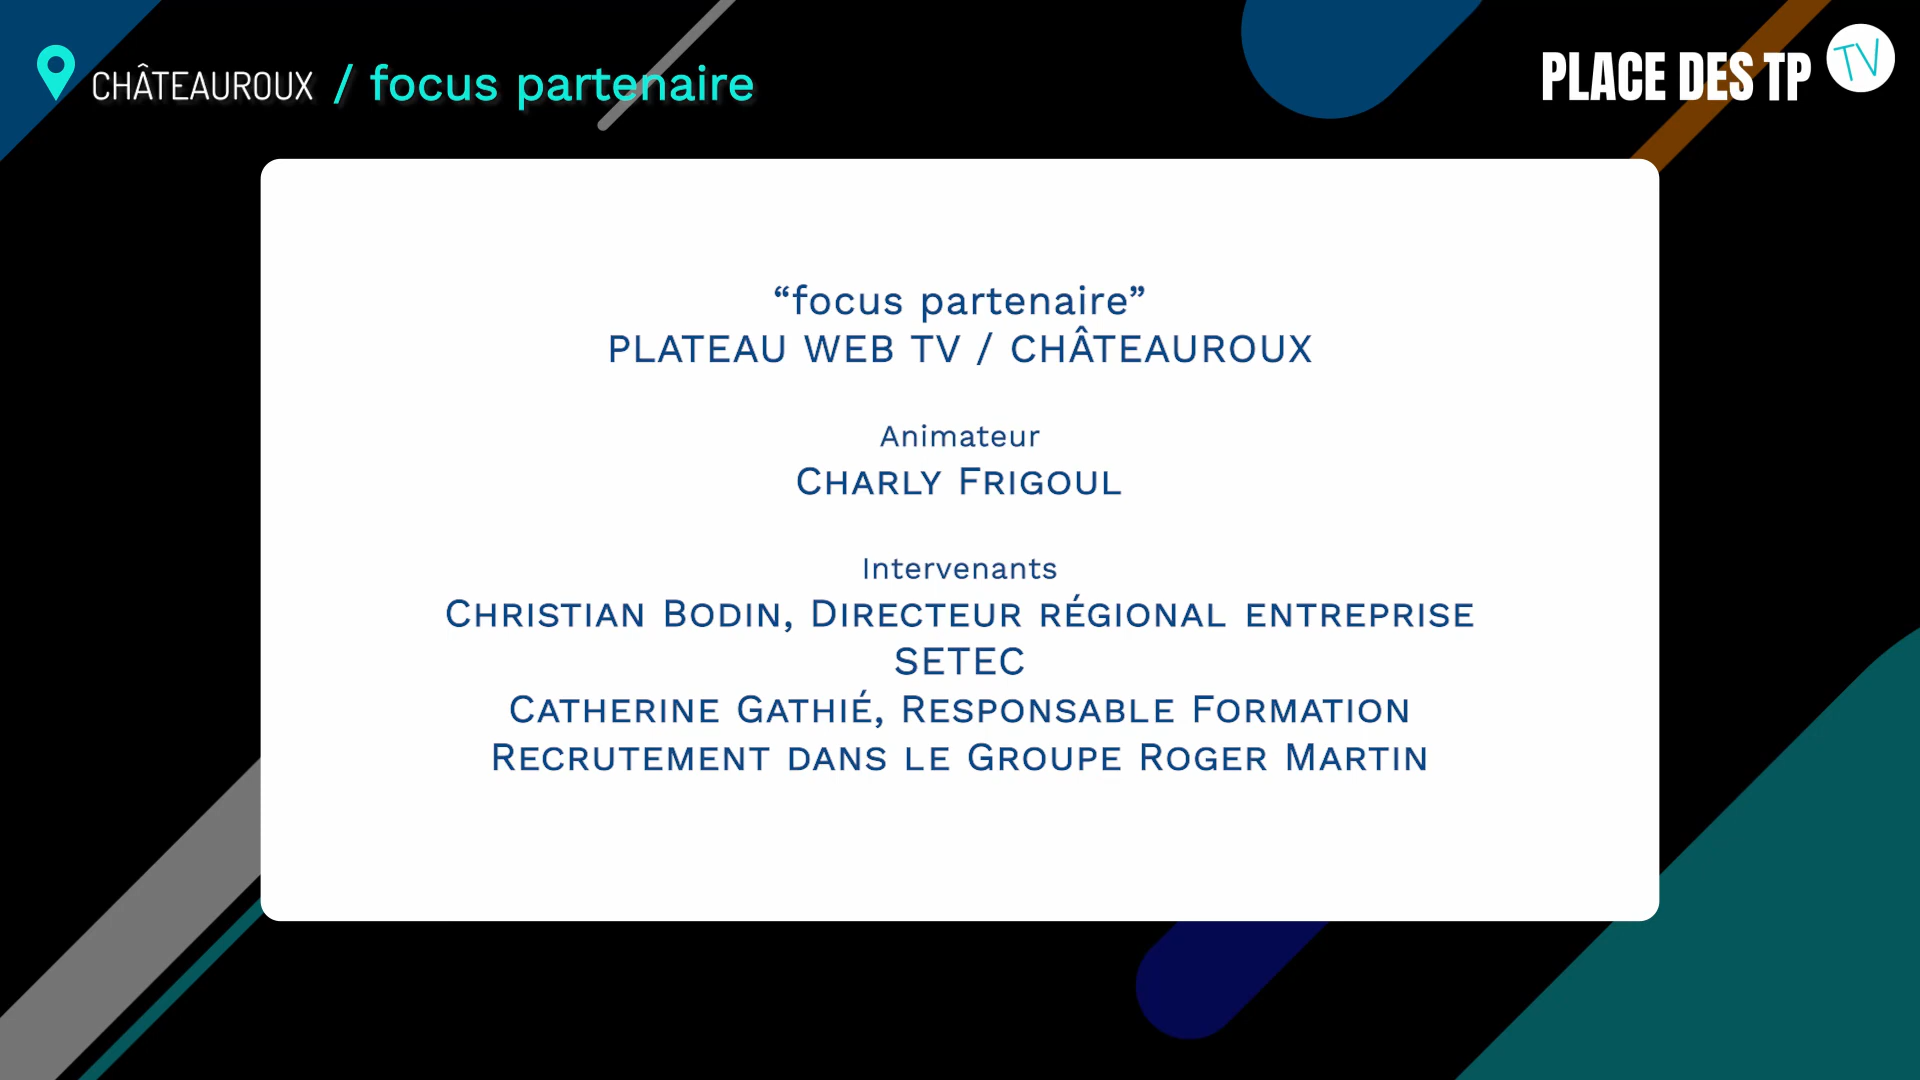 CHÂTEAUROUX / focus partenaire
PLACE DES TP TV
“focus partenaire”
PLATEAU WEB TV / CHÂTEAUROUX
Animateur
CHARLY FRIGOUL
Intervenants
CHRISTIAN BODIN, DIRECTEUR RÉGIONAL ENTREPRISE
SETEC
CATHERINE GATHIÉ, RESPONSABLE FORMATION
RECRUTEMENT DANS LE GROUPE ROGER MARTIN